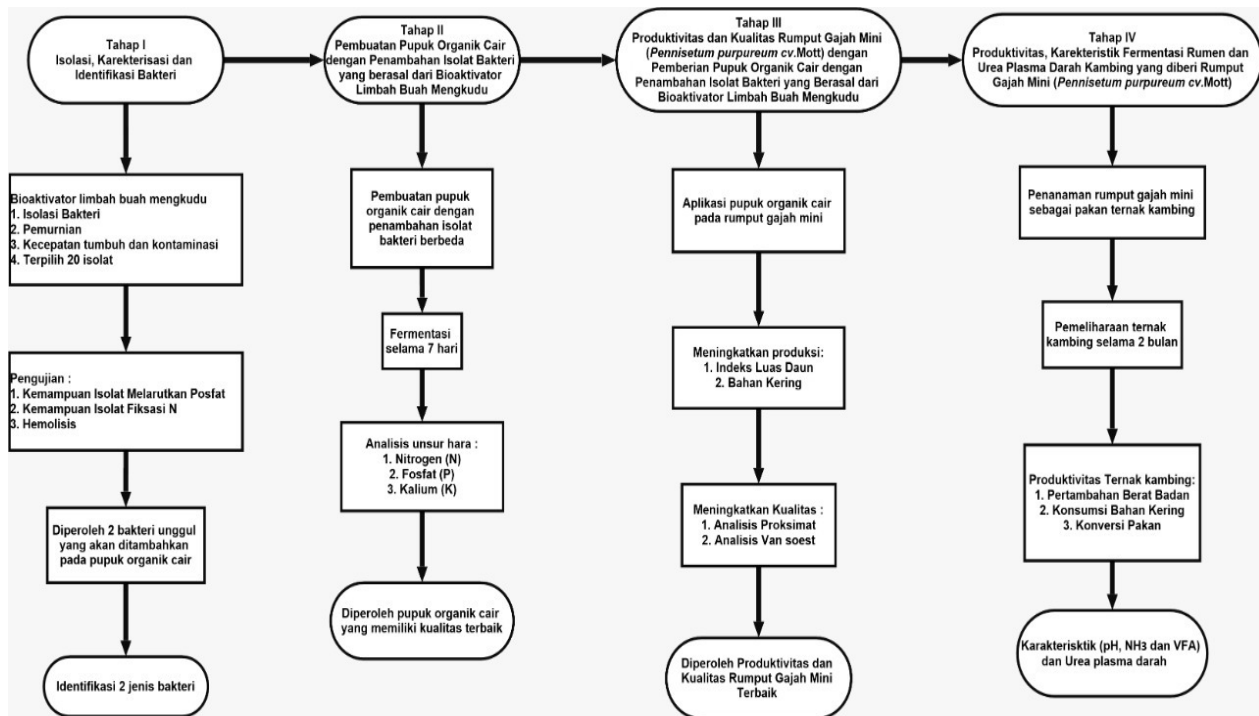 Tahap I
Isolasi, Karekterisasi dan
Identifikasi Bakteri
Bioaktivator limbah buah mengkudu
1. Isolasi Bakteri
2. Pemurnian
3. Kecepatan tumbuh dan kontaminasi
4. Terpilih 20 isolat
Pengujian :
1. Kemampuan Isolat Melarutkan Posfat
2. Kemampuan Isolat Fiksasi N
3. Hemolisis
Diperoleh 2 bakteri unggul
yang akan ditambahkan
pada pupuk organik cair
Identifikasi 2 jenis bakteri
Tahap II
Pembuatan Pupuk Organik Cair
dengan Penambahan Isolat Bakteri
yang berasal dari Bioaktivator
Limbah Buah Mengkudu
Pembuatan pupuk
organik cair dengan
penambahan isolat
bakteri berbeda
Fermentasi
selama 7 hari
Analisis unsur hara :
1. Nitrogen (N)
2. Fosfat (P)
3. Kalium (K)
Diperoleh pupuk organik cair
yang memiliki kualitas terbaik
Tahap III
Produktivitas dan Kualitas Rumput Gajah Mini
(Pennisetum purpureum cv.Mott) dengan
Pemberian Pupuk Organik Cair dengan
Penambahan Isolat Bakteri yang Berasal dari
Bioaktivator Limbah Buah Mengkudu
Aplikasi pupuk organik cair
pada rumput gajah mini
Meningkatkan produksi:
1. Indeks Luas Daun
2. Bahan Kering
Meningkatkan Kualitas :
1. Analisis Proksimat
2. Analisis Van soest
Diperoleh Produktivitas dan
Kualitas Rumput Gajah Mini
Terbaik
Tahap IV
Produktivitas, Karekteristik Fermentasi Rumen dan
Urea Plasma Darah Kambing yang diberi Rumput
Gajah Mini (Pennisetum purpureum cv.Mott)
Penanaman rumput gajah mini
sebagai pakan ternak kambing
Pemeliharaan ternak
kambing selama 2 bulan
Produktivitas Ternak kambing:
1. Pertambahan Berat Badan
2. Konsumsi Bahan Kering
3. Konversi Pakan
Karakterisktik (pH, NH3 dan VFA)
dan Urea plasma darah